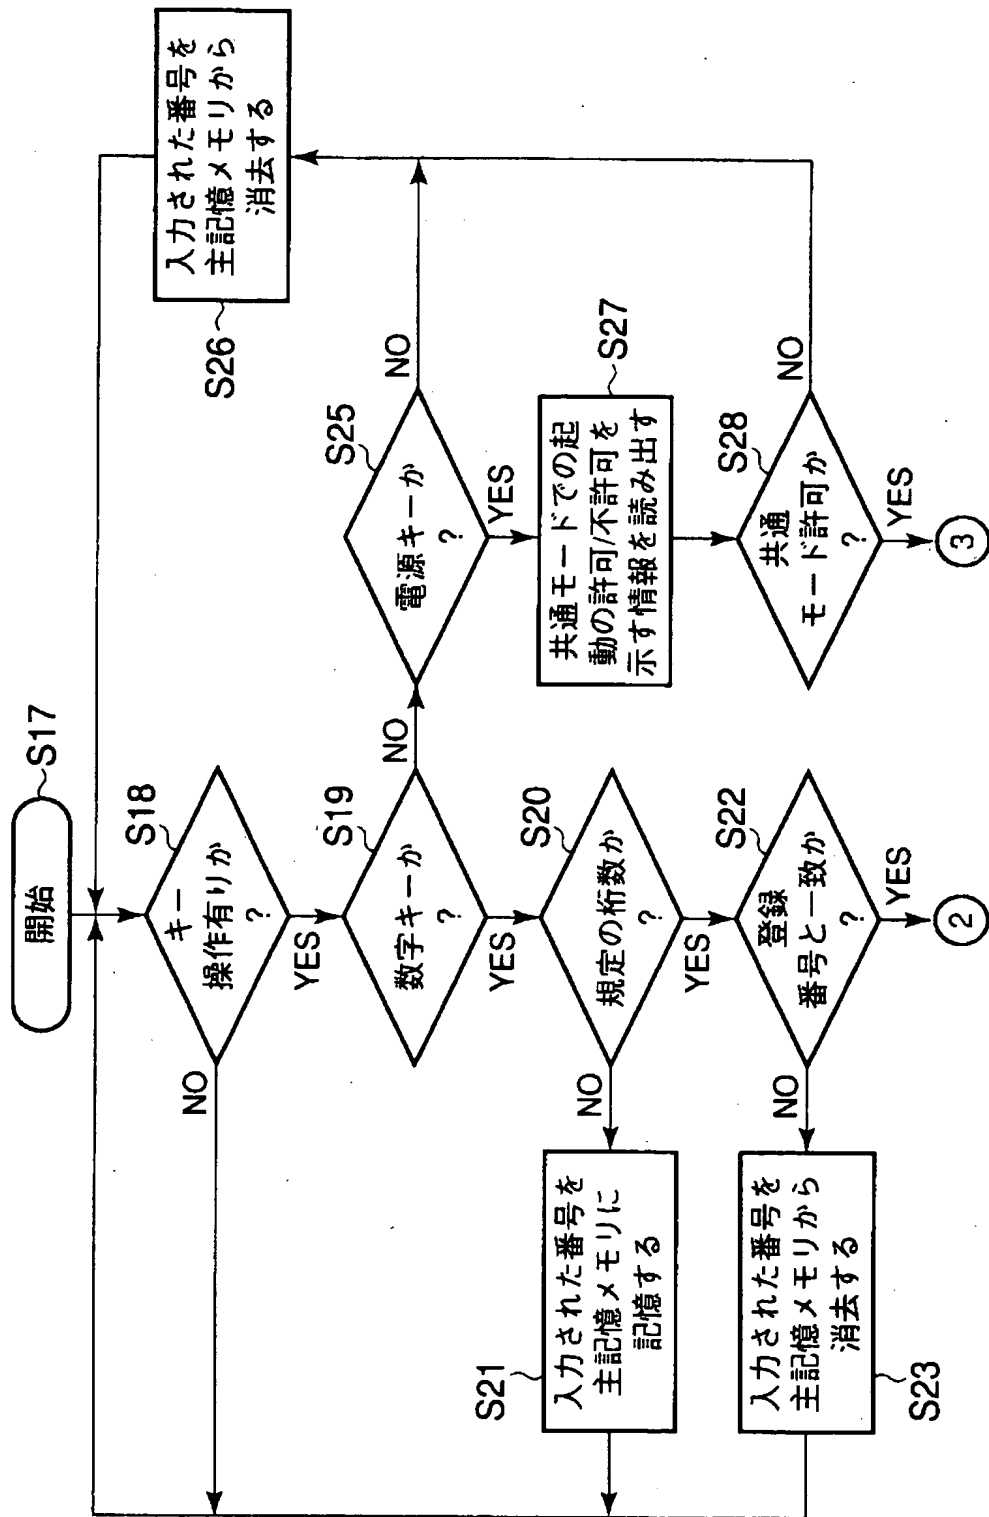 開始
S17
キー
操作有りか
?
S18
NO
YES
数字キーか
?
S19
NO
YES
規定の桁数か
?
S20
NO
YES
入力された番号を
主記憶メモリに
記憶する
S21
登録
番号と一致か
?
S22
NO
YES
入力された番号を
主記憶メモリから
消去する
S23
2
電源キーか
?
S25
NO
YES
入力された番号を
主記憶メモリから
消去する
S26
共通モードでの起
動の許可/不許可を
示す情報を読み出す
S27
共通
モード許可か
?
S28
NO
YES
3